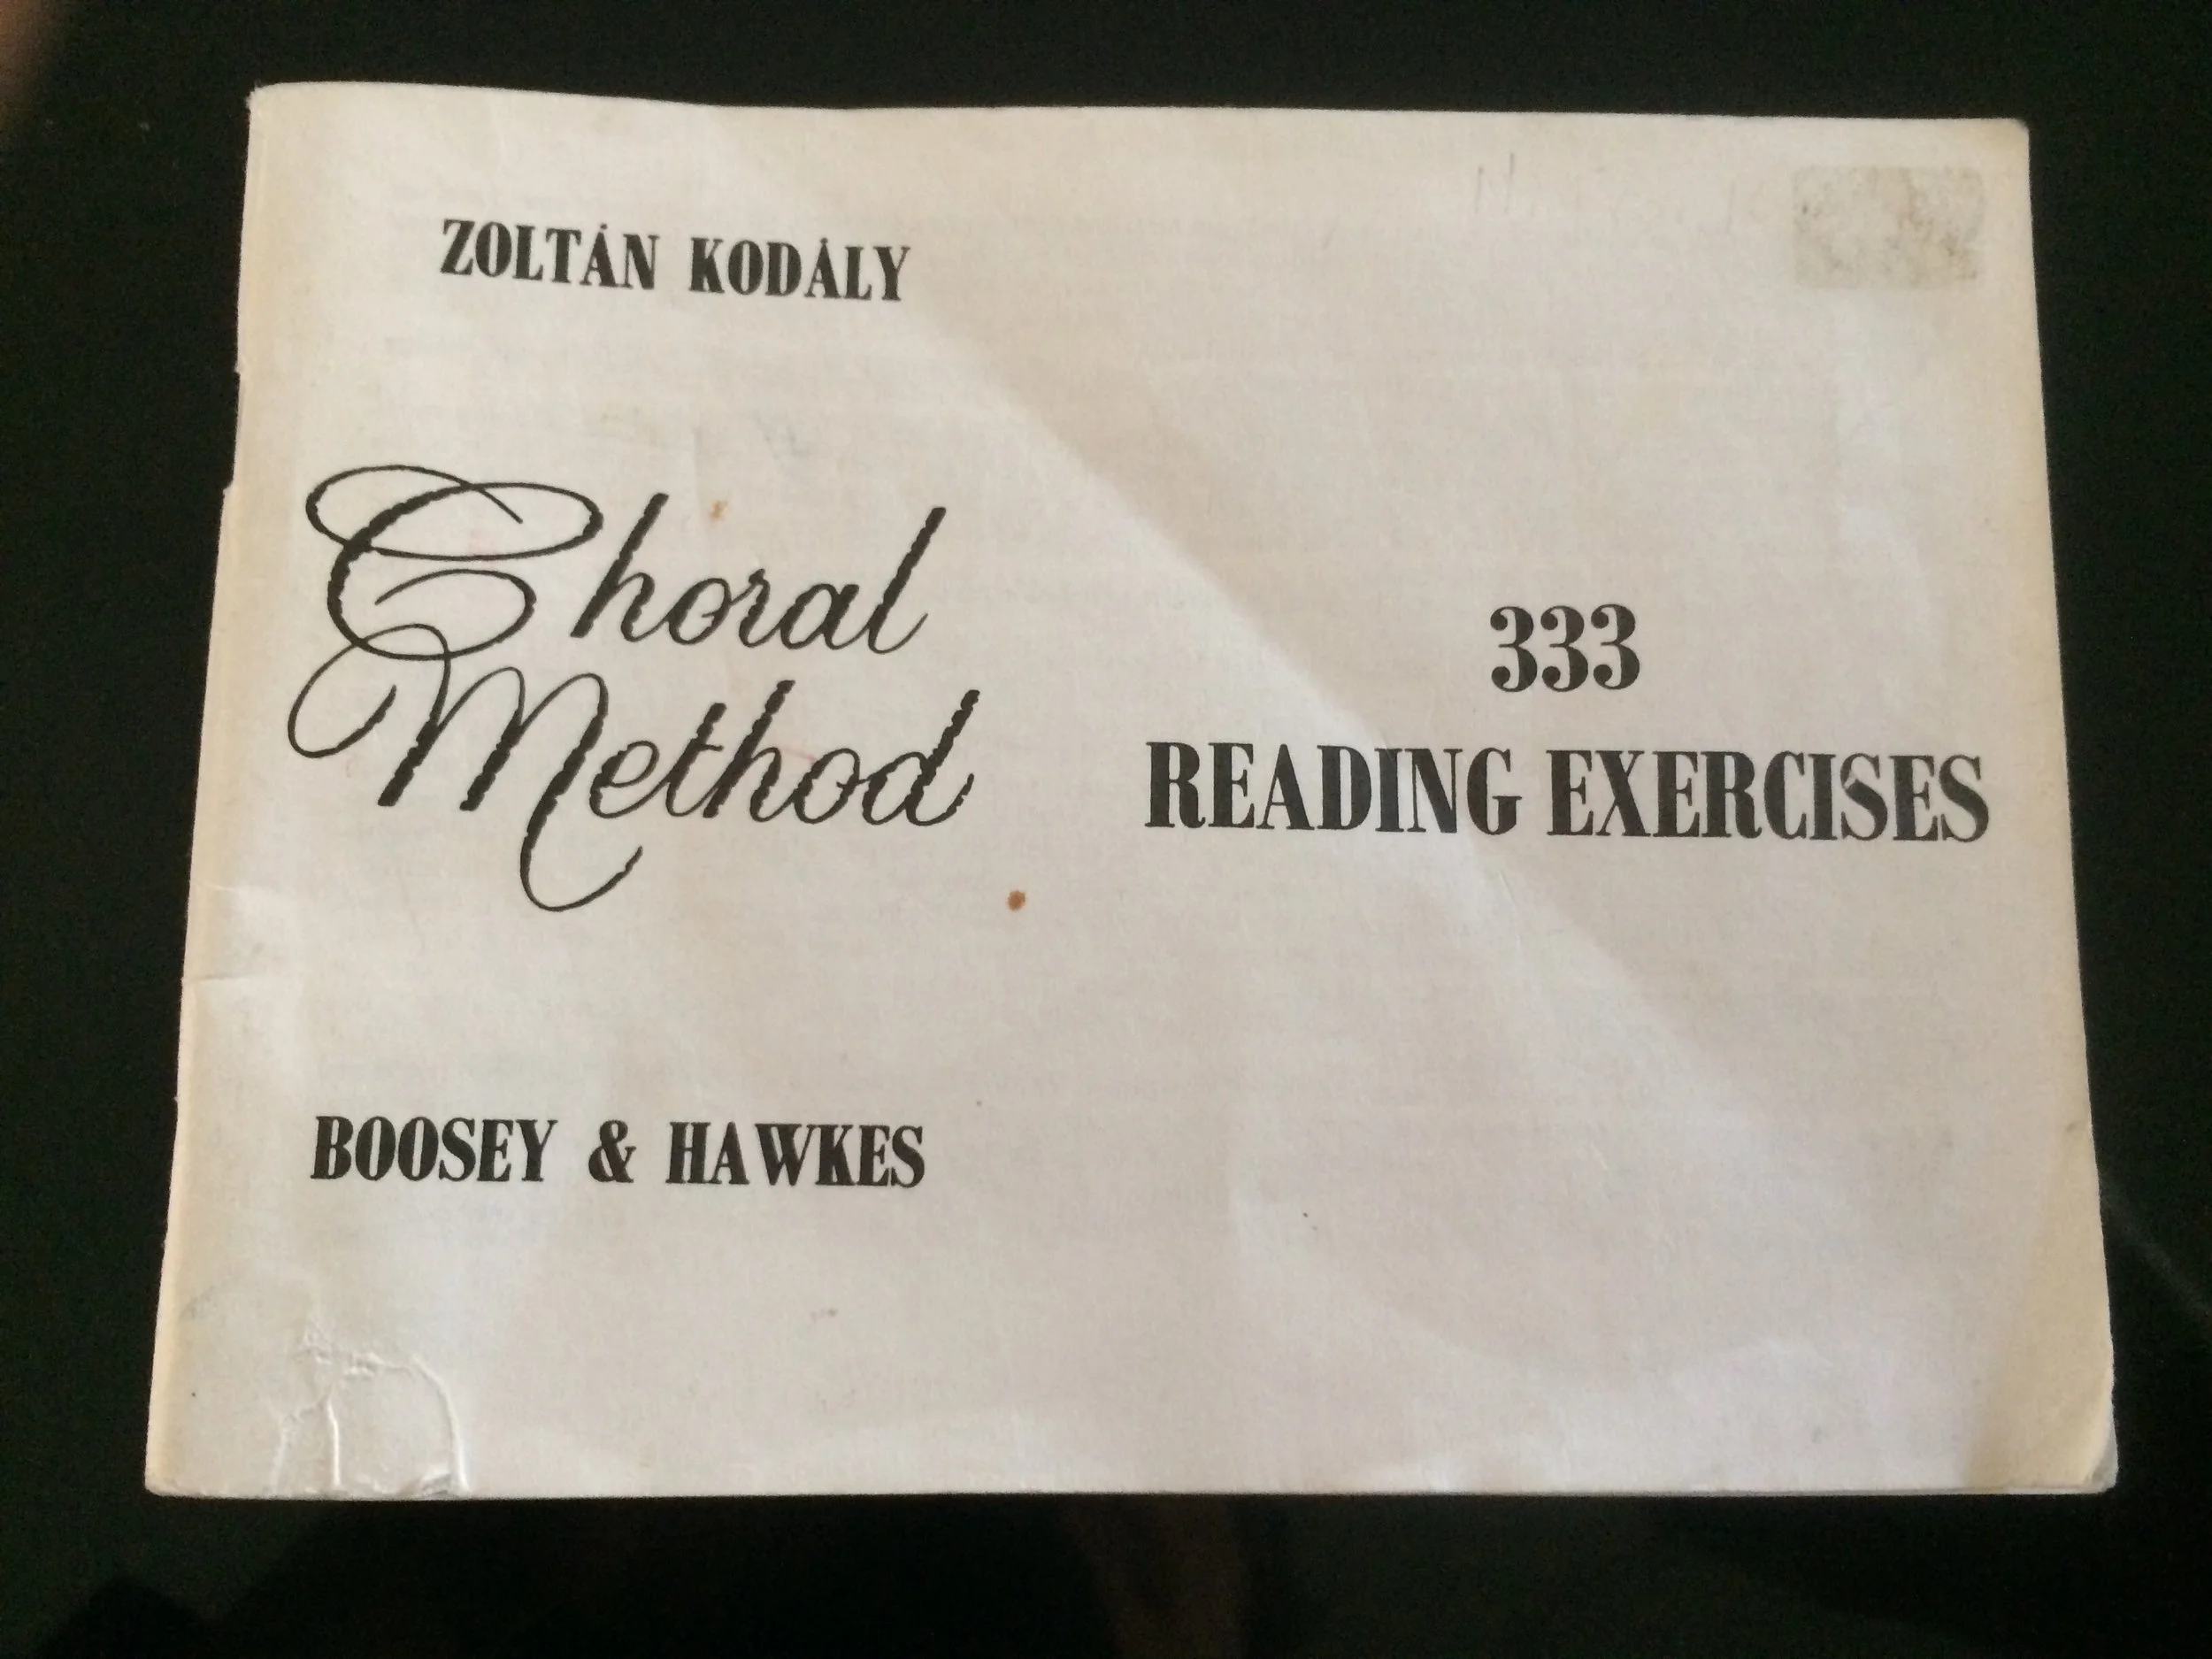 ZOLTÁN KODÁLY
Choral
Method
333
READING EXERCISES
BOOSEY & HAWKES